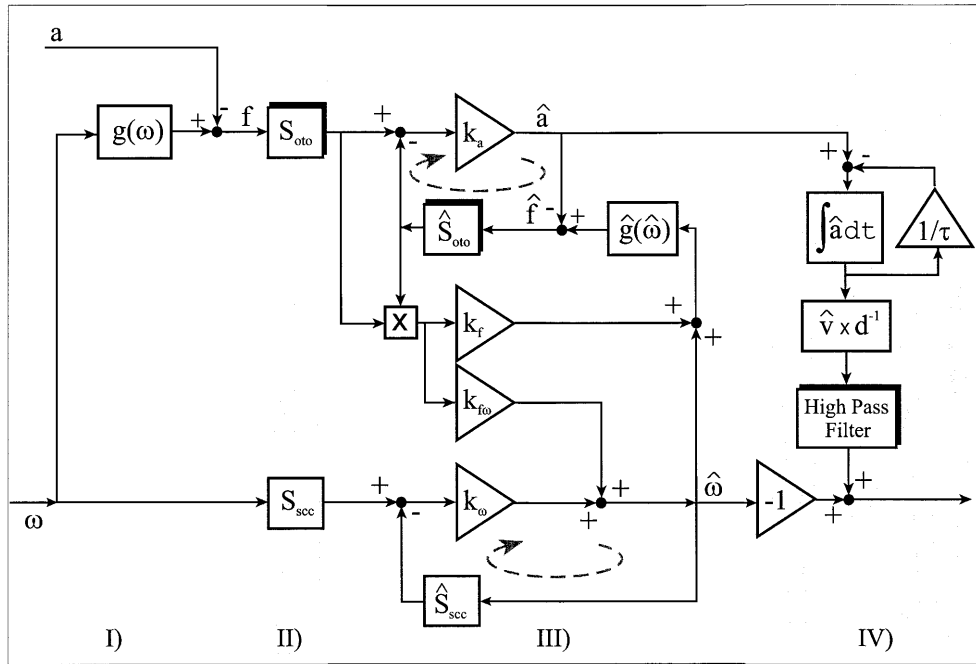 a
g(ω)
+
-
f
S_oto
+
-
k_a
â
+
-
∫âdt
1/τ
Ŝ_oto
f̂
-
+
ĝ(ω̂)
X
k_f
+
+
v̂ x d⁻¹
k_fω
High Pass
Filter
ω
S_scc
+
-
k_ω
+
+
ω̂
-1
+
+
Ŝ_scc
I)
II)
III)
IV)